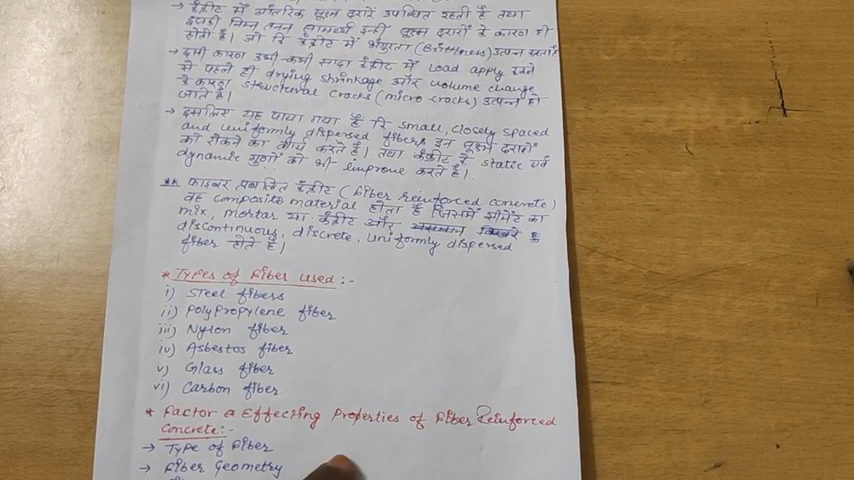 → कंक्रीट में आंतरिक सूक्ष्म दरारें उपस्थित रहती है तथा
इसकी निम्न तनन सामर्थ्य इन्हीं सूक्ष्म दरारों के कारण ही
होती है। जो कि कंक्रीट में भंगुरता (Brittleness) उत्पन्न करता है
→ इसी कारण कभी-कभी सादा कंक्रीट में Load apply करने
से पहले ही drying shrinkage और volume change
के कारण structural cracks (micro cracks) उत्पन्न हो
जाते है।
→ इसलिए यह पाया गया है कि small, closely spaced
and uniformly dispersed fibers इन सूक्ष्म दरारों
को रोकने का कार्य करते है। तथा कंक्रीट के static एवं
dynamic गुणों को भी improve करते है।
** फाइबर प्रबलित कंक्रीट (Fiber reinforced concrete)
वह composite material होता है जिसमें सीमेंट का
mix, mortar या कंक्रीट और
discontinuous, discrete, uniformly dispersed
fiber होते है।
* Types of Fiber used :-
i) Steel fibers
ii) Polypropylene fiber
iii) Nylon fiber
iv) Asbestos fiber
v) Glass fiber
vi) Carbon fiber
* Factor a Effecting Properties of Fiber Reinforced
Concrete:-
→ Type of Fiber
→ Fiber Geometry